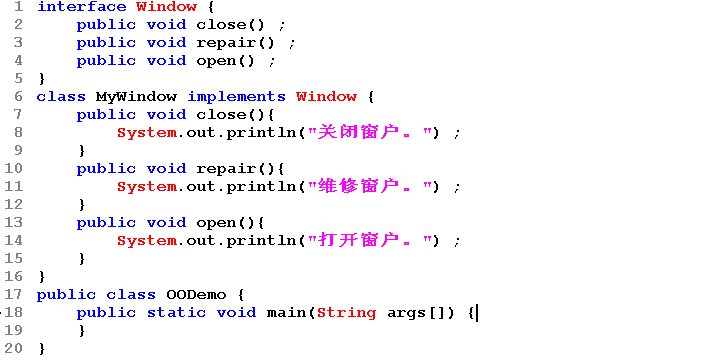 1 interface Window {
2     public void close() ;
3     public void repair() ;
4     public void open() ;
5 }
6 class MyWindow implements Window {
7     public void close(){
8         System.out.println("关闭窗户。") ;
9     }
10     public void repair(){
11         System.out.println("维修窗户。") ;
12     }
13     public void open(){
14         System.out.println("打开窗户。") ;
15     }
16 }
17 public class OODemo {
18     public static void main(String args[]) {
19     }
20 }